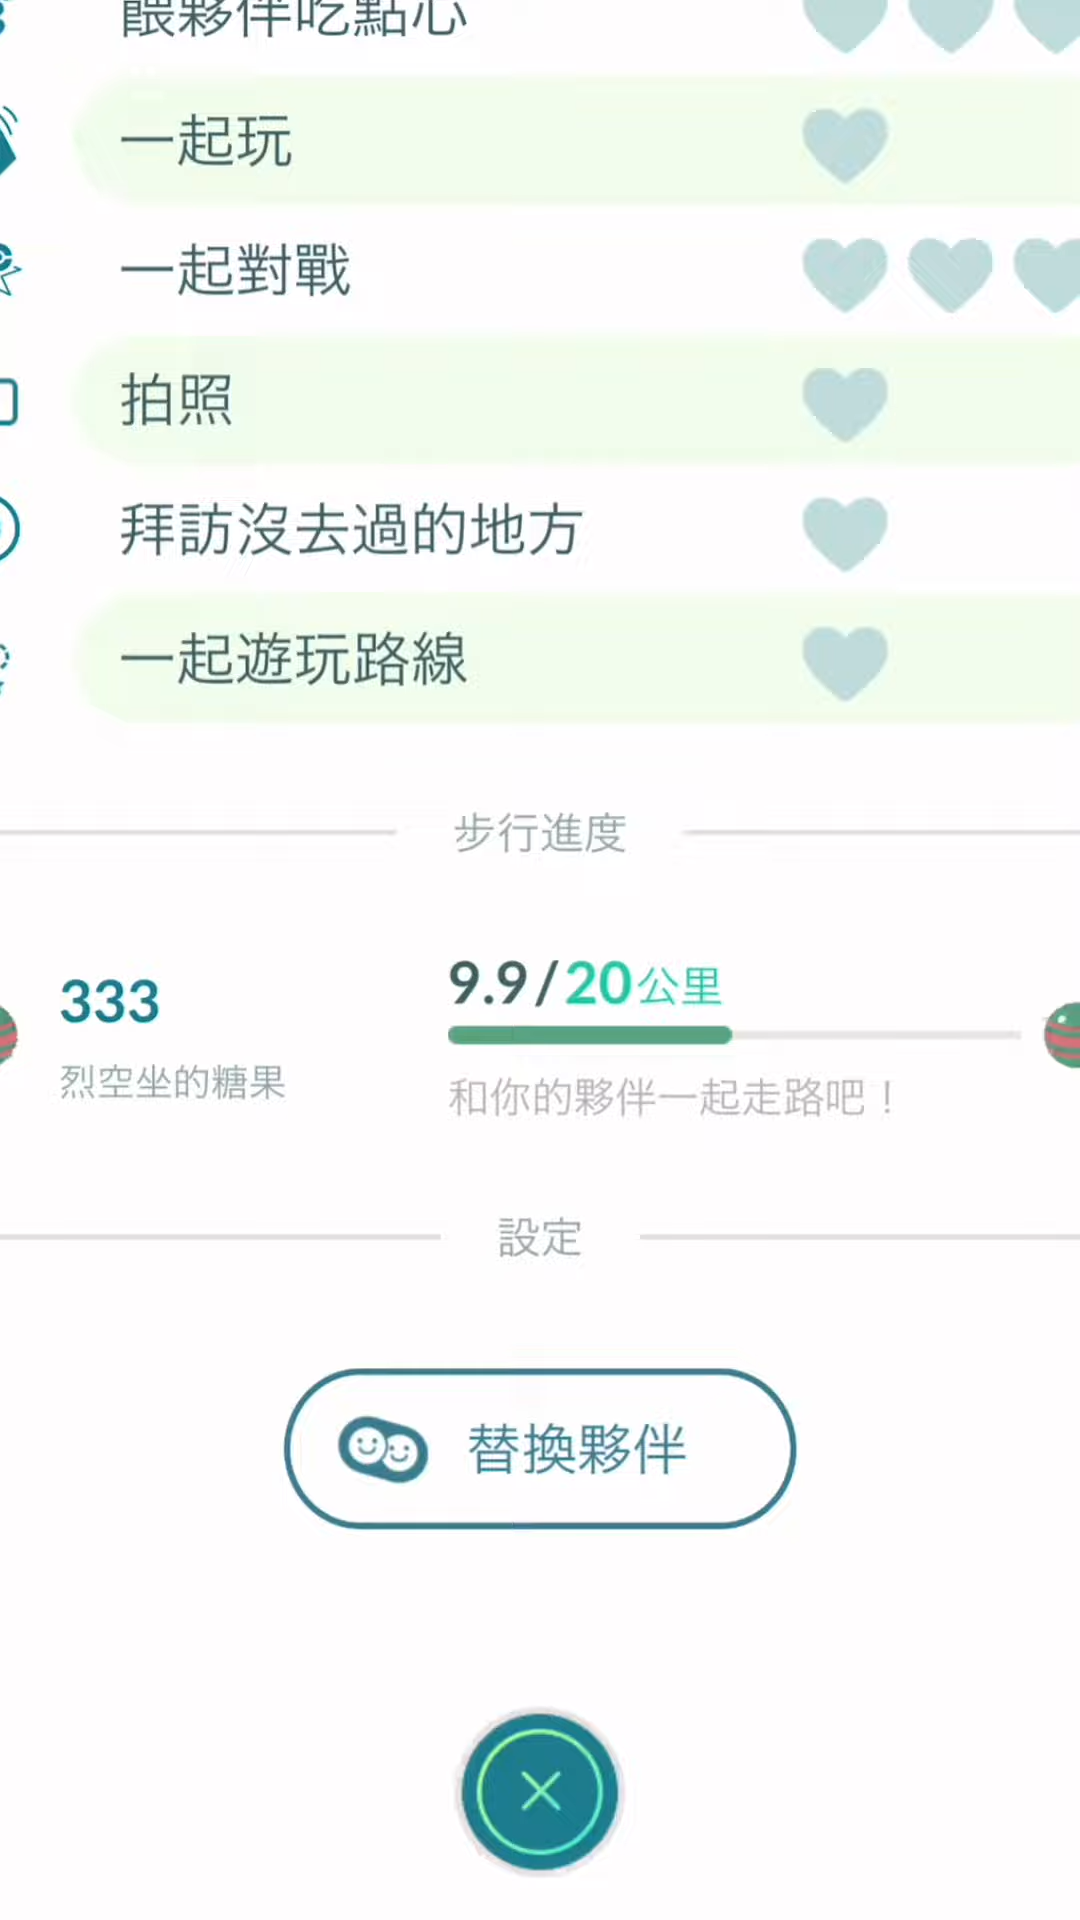 餵夥伴吃點心
一起玩
一起對戰
拍照
拜訪沒去過的地方
一起遊玩路線
步行進度
333
烈空坐的糖果
9.9/20公里
和你的夥伴一起走路吧！
設定
替換夥伴